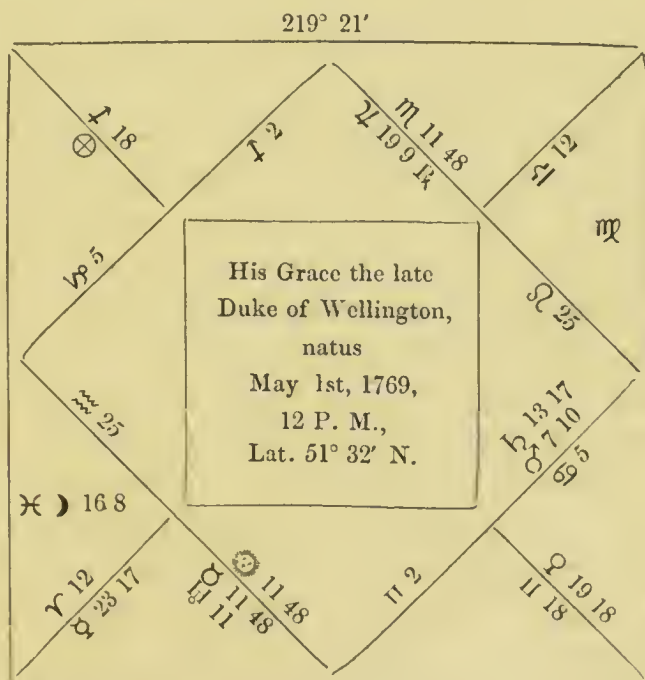 219° 21′
♐ 18
⊗
♐ 2
♏ 11 48
♃ 19 9 ℞
♎ 12
♍
♑ 5
♌ 25
His Grace the late
Duke of Wellington,
natus
May 1st, 1769,
12 P. M.,
Lat. 51° 32′ N.
♒ 25
♄ 13 17
♂ 7 10
♋ 5
♓ ☽ 16 8
♈ 12
☿ 23 17
☉ 11 48
♉ 11 48
♅ 11
♊ 2
♀ 19 18
♊ 18